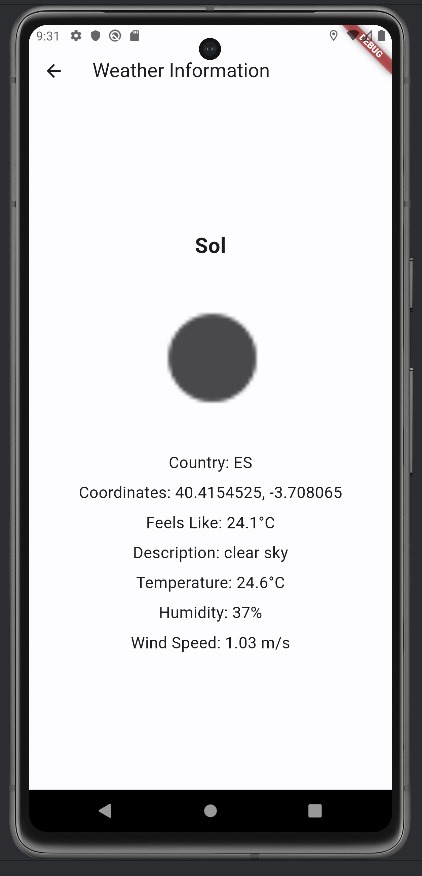 9:31
DEBUG
Weather Information
Sol
Country: ES
Coordinates: 40.4154525, -3.708065
Feels Like: 24.1°C
Description: clear sky
Temperature: 24.6°C
Humidity: 37%
Wind Speed: 1.03 m/s